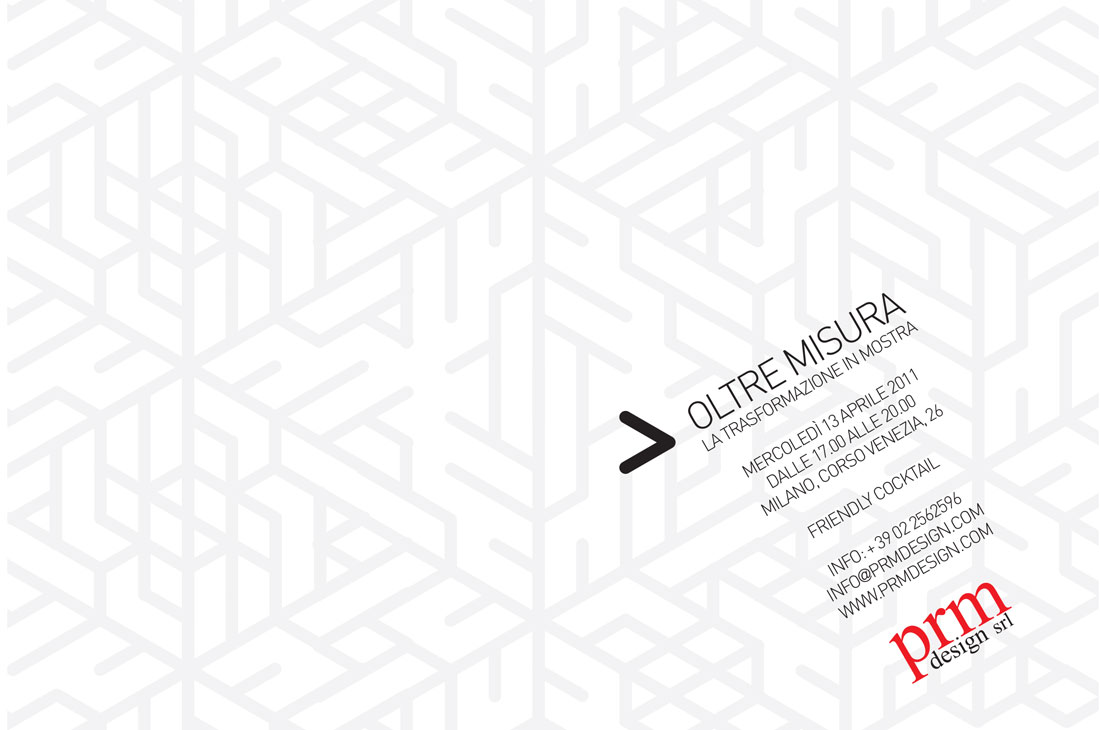 OLTRE MISURA
LA TRASFORMAZIONE IN MOSTRA
MERCOLEDÌ 13 APRILE 2011
DALLE 17.00 ALLE 20.00
MILANO, CORSO VENEZIA, 26
FRIENDLY COCKTAIL
INFO: +39 02 2562596
INFO@PRMDESIGN.COM
WWW.PRMDESIGN.COM
prm
design srl